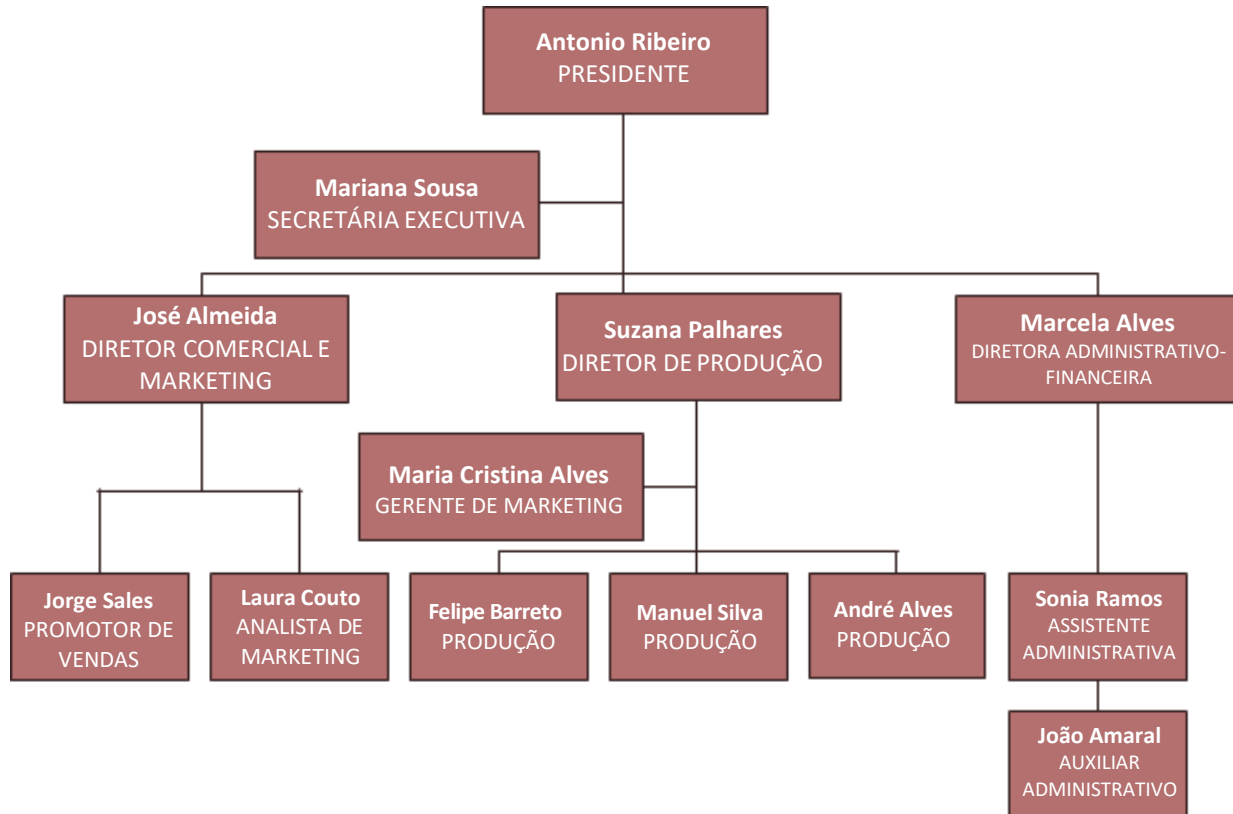 Antonio Ribeiro
PRESIDENTE
Mariana Sousa
SECRETÁRIA EXECUTIVA
José Almeida
DIRETOR COMERCIAL E
MARKETING
Suzana Palhares
DIRETOR DE PRODUÇÃO
Marcela Alves
DIRETORA ADMINISTRATIVO-
FINANCEIRA
Maria Cristina Alves
GERENTE DE MARKETING
Jorge Sales
PROMOTOR DE
VENDAS
Laura Couto
ANALISTA DE
MARKETING
Felipe Barreto
PRODUÇÃO
Manuel Silva
PRODUÇÃO
André Alves
PRODUÇÃO
Sonia Ramos
ASSISTENTE
ADMINISTRATIVA
João Amaral
AUXILIAR
ADMINISTRATIVO